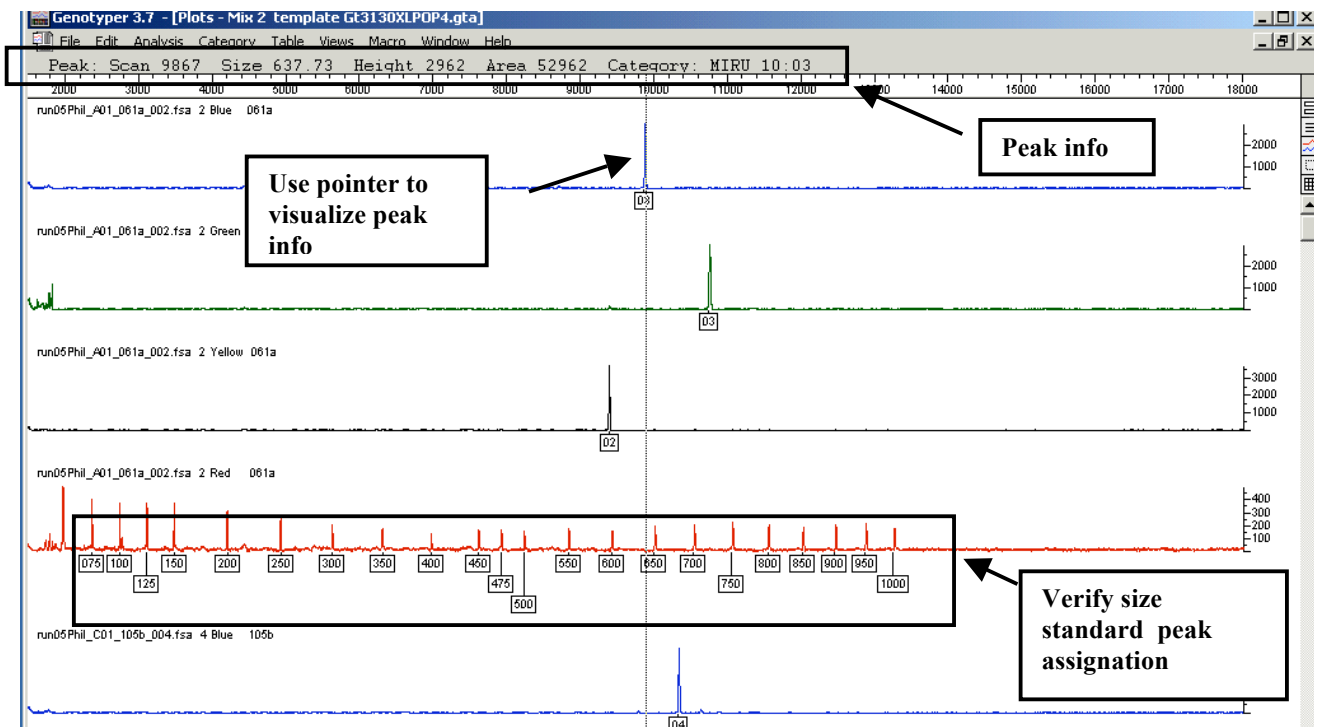 Genotyper 3.7 - [Plots - Mix 2 template Gt3130XLPOP4.gta]
File Edit Analysis Category Table Views Macro Window Help
Peak: Scan 9867 Size 637.73 Height 2962 Area 52962 Category: MIRU 10:03
2000 3000 4000 5000 6000 7000 8000 9000 10000 11000 12000 14000 15000 16000 17000 18000
run05Phil_A01_061a_002.fsa 2 Blue 061a
Peak info
2000
1000
Use pointer to
visualize peak
info
03
run05Phil_A01_061a_002.fsa 2 Green
2000
1000
03
run05Phil_A01_061a_002.fsa 2 Yellow 061a
3000
2000
1000
02
run05Phil_A01_061a_002.fsa 2 Red 061a
400
300
200
100
075 100 150 200 250 300 350 400 450 550 600 650 700 800 850 900 950
125 475 750 1000
500
Verify size
standard peak
assignation
run05Phil_C01_105b_004.fsa 4 Blue 105b
04